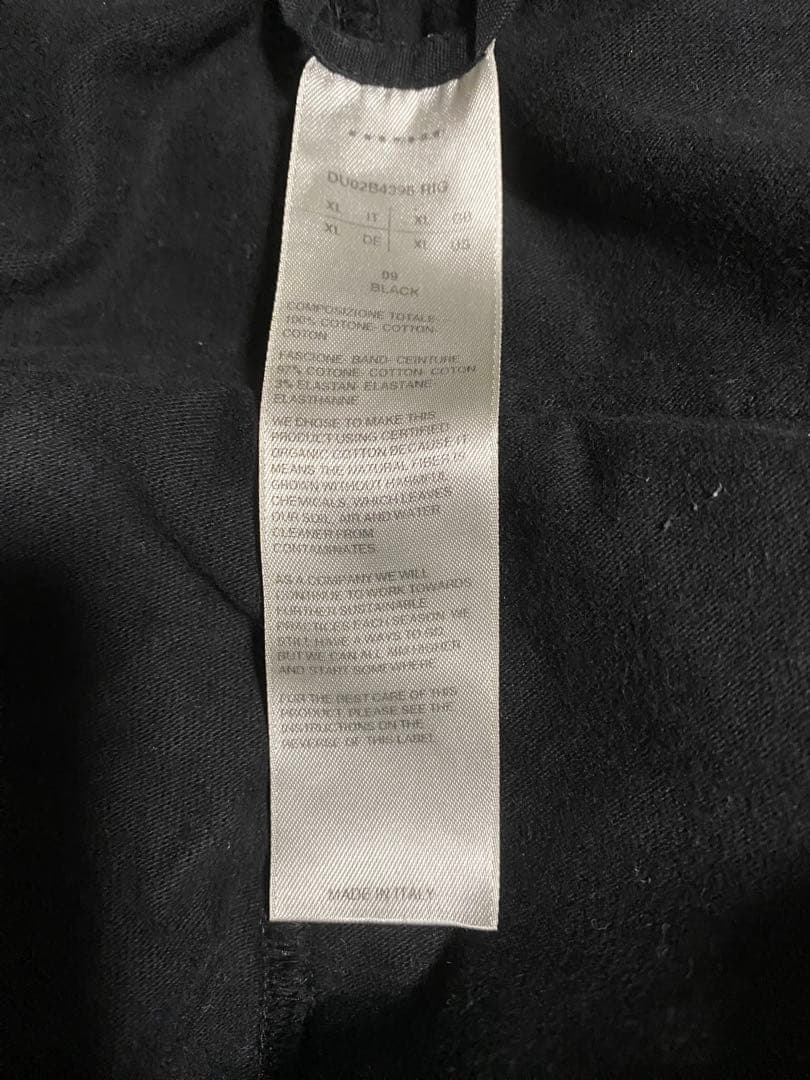 DU02B4396 RIG
XL IT XL GB
XL DE XL US
09
BLACK
COMPOSIZIONE TOTALE-
100% COTONE- COTTON-
COTON
FASCIONE- BAND- CEINTURE
97% COTONE- COTTON- COTON
3% ELASTAN- ELASTANE-
ELASTHANNE
WE CHOSE TO MAKE THIS
PRODUCT USING CERTIFIED
ORGANIC COTTON BECAUSE IT
MEANS THE NATURAL FIBER IS
GROWN WITHOUT HARMFUL
CHEMICALS, WHICH LEAVES
OUR SOIL, AIR AND WATER
CLEANER FROM
CONTAMINATES.
AS A COMPANY WE WILL
CONTINUE TO WORK TOWARDS
FURTHER SUSTAINABLE
PRACTICES EACH SEASON. WE
STILL HAVE A WAYS TO GO
BUT WE CAN ALL AIM HIGHER
AND START SOMEWHERE.
FOR THE BEST CARE OF THIS
PRODUCT, PLEASE SEE THE
INSTRUCTIONS ON THE
REVERSE OF THIS LABEL.
MADE IN ITALY